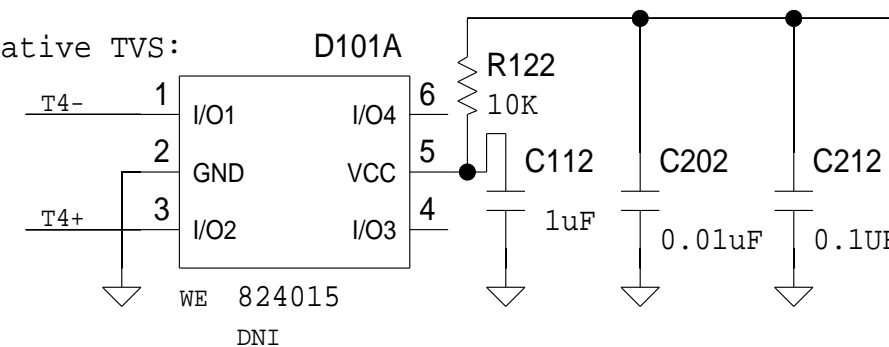 ative TVS:
D101A
R122
10K
T4-
1
I/O1
I/O4
6
2
GND
VCC
5
C112
1uF
C202
0.01uF
C212
T4+
3
I/O2
I/O3
4
WE 824015
DNI